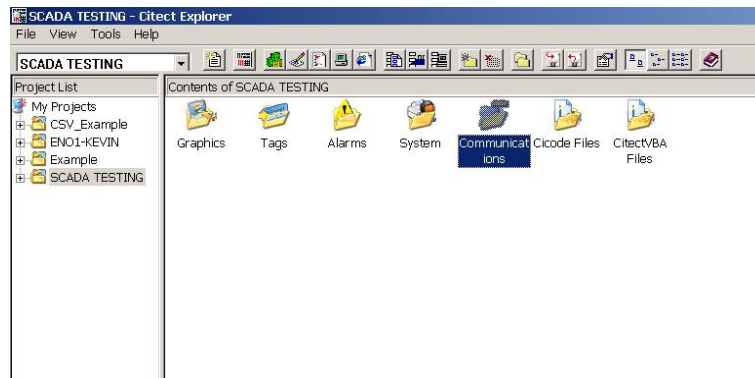 SCADA TESTING - Citect Explorer
File View Tools Help
SCADA TESTING
Project List
Contents of SCADA TESTING
My Projects
CSV_Example
ENO1-KEVIN
Example
SCADA TESTING
Graphics
Tags
Alarms
System
Communicat
ions
Cicode Files
CitectVBA
Files